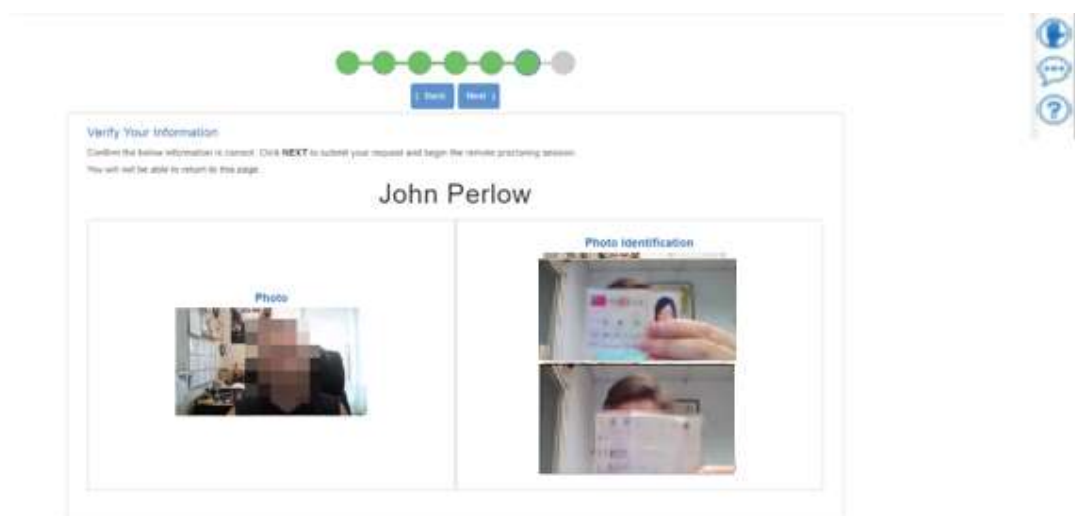 ‹ Back Next ›
Verify Your Information
Confirm the below information is correct. Click NEXT to submit your request and begin the remote proctoring session.
You will not be able to return to this page.
John Perlow
Photo
Photo Identification